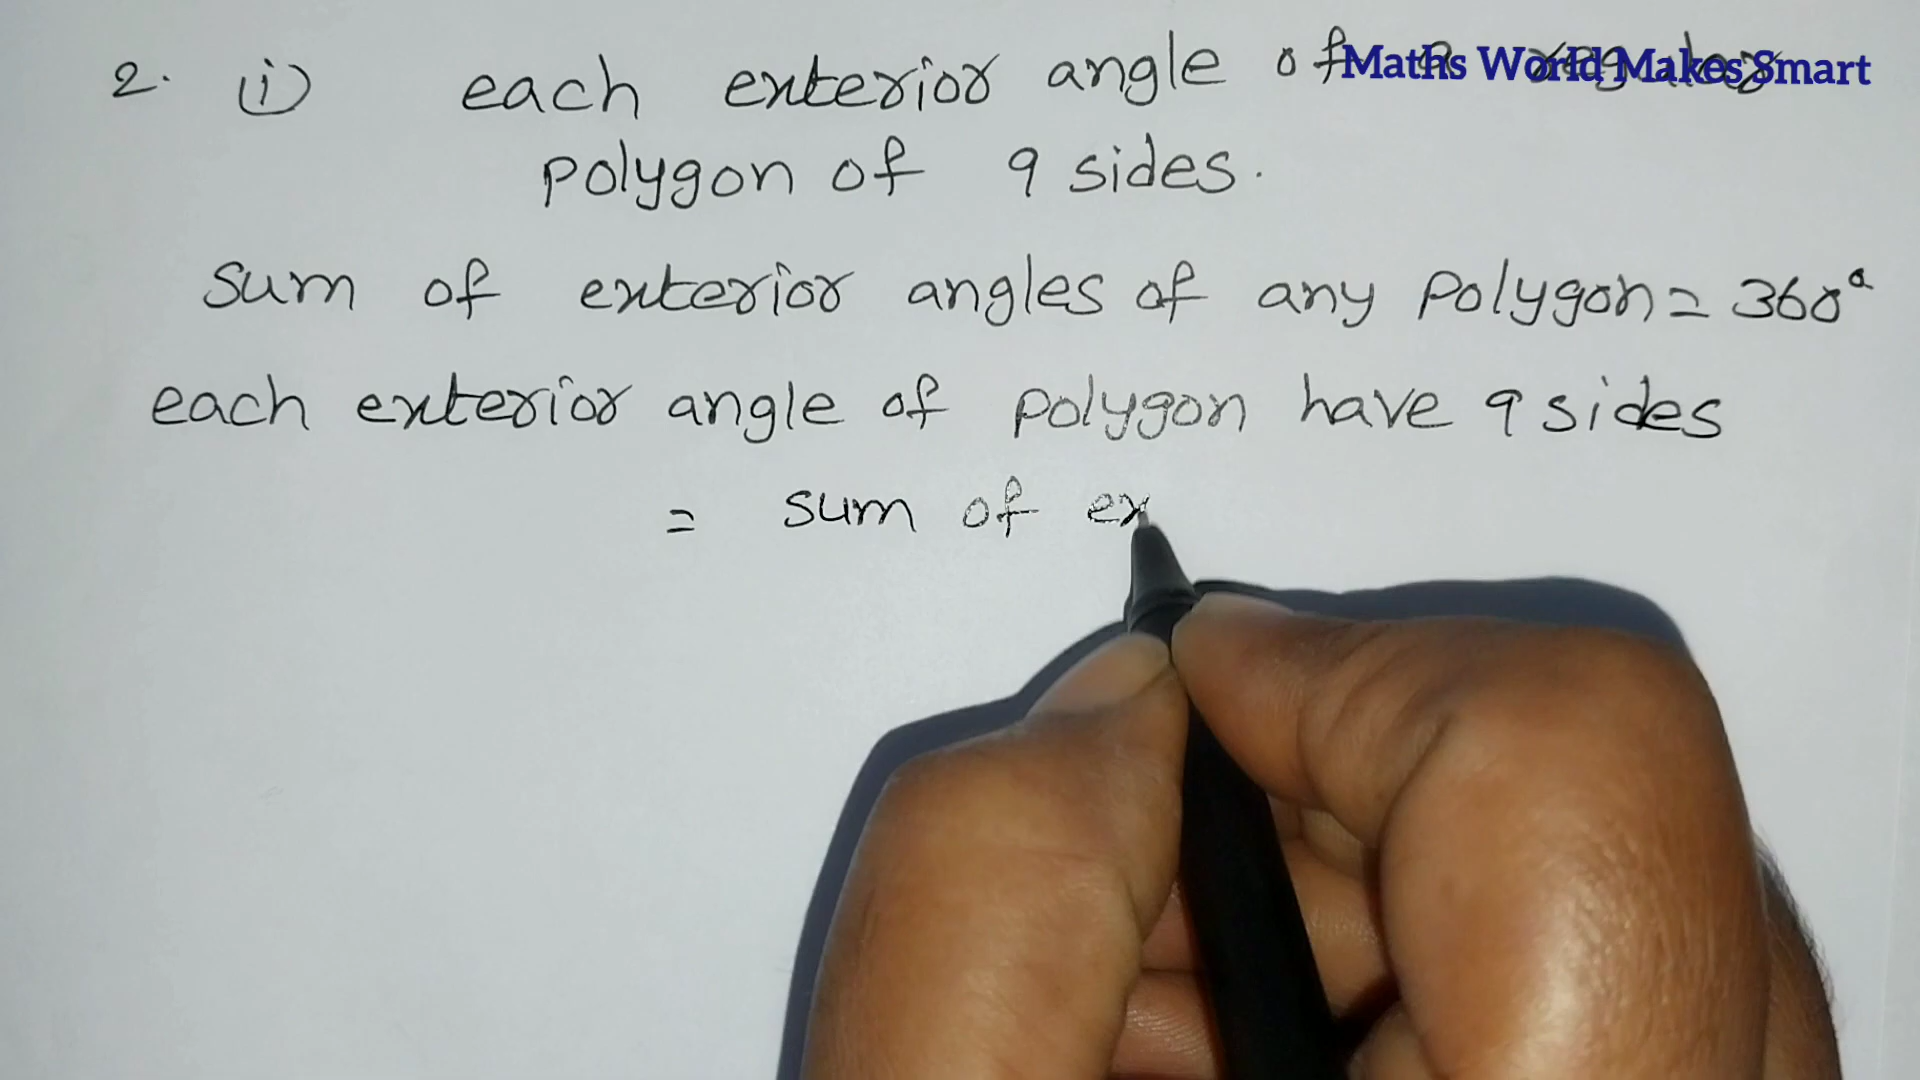 2. (i) each exterior angle of a regular
Maths World Makes Smart
polygon of 9 sides.
Sum of exterior angles of any polygon = 360°
each exterior angle of polygon have 9 sides
= sum of ex